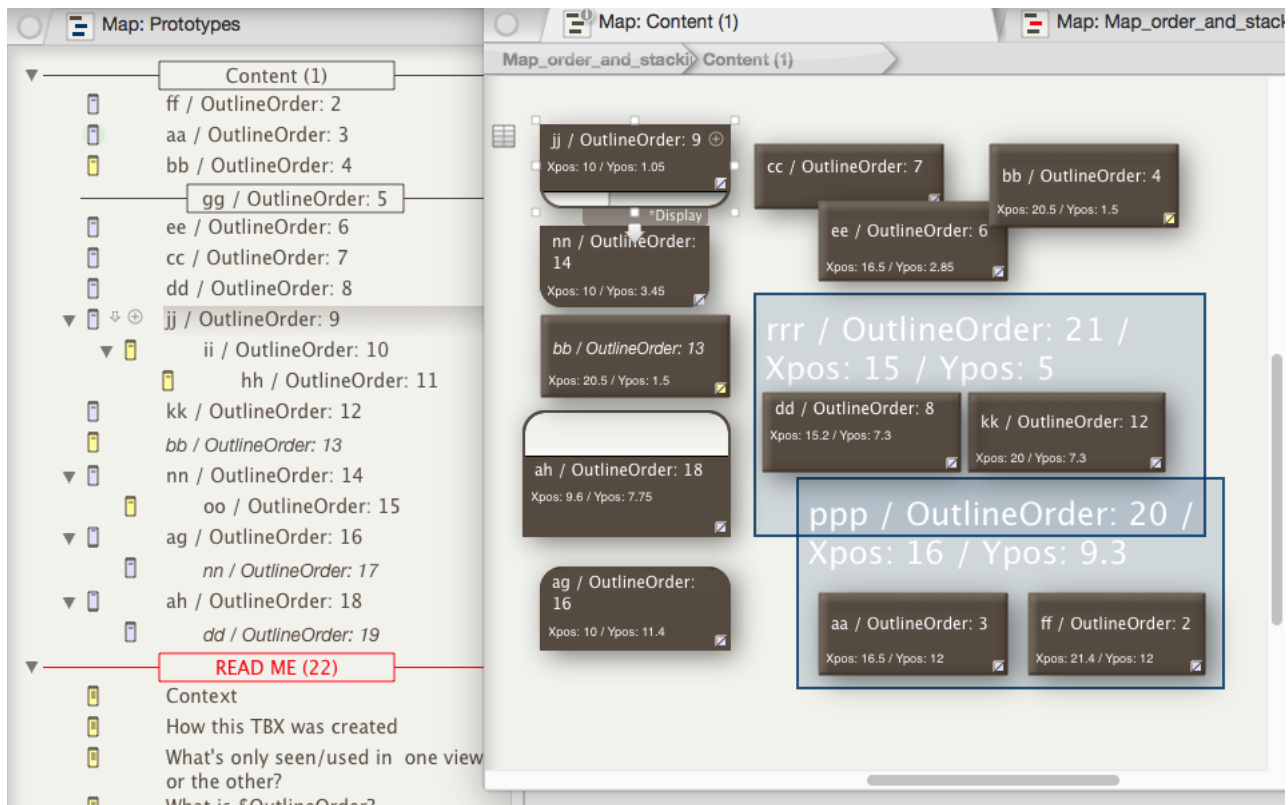 Map: Prototypes
Content (1)
ff / OutlineOrder: 2
aa / OutlineOrder: 3
bb / OutlineOrder: 4
gg / OutlineOrder: 5
ee / OutlineOrder: 6
cc / OutlineOrder: 7
dd / OutlineOrder: 8
jj / OutlineOrder: 9
ii / OutlineOrder: 10
hh / OutlineOrder: 11
kk / OutlineOrder: 12
bb / OutlineOrder: 13
nn / OutlineOrder: 14
oo / OutlineOrder: 15
ag / OutlineOrder: 16
nn / OutlineOrder: 17
ah / OutlineOrder: 18
dd / OutlineOrder: 19
READ ME (22)
Context
How this TBX was created
What's only seen/used in one view
or the other?
What is $OutlineOrder?
Map: Content (1)
Map: Map_order_and_stack
Map_order_and_stacki
Content (1)
jj / OutlineOrder: 9
Xpos: 10 / Ypos: 1.05
*Display
nn / OutlineOrder:
14
Xpos: 10 / Ypos: 3.45
bb / OutlineOrder: 13
Xpos: 20.5 / Ypos: 1.5
ah / OutlineOrder: 18
Xpos: 9.6 / Ypos: 7.75
ag / OutlineOrder:
16
Xpos: 10 / Ypos: 11.4
cc / OutlineOrder: 7
bb / OutlineOrder: 4
Xpos: 20.5 / Ypos: 1.5
ee / OutlineOrder: 6
Xpos: 16.5 / Ypos: 2.85
rrr / OutlineOrder: 21 /
Xpos: 15 / Ypos: 5
dd / OutlineOrder: 8
Xpos: 15.2 / Ypos: 7.3
kk / OutlineOrder: 12
Xpos: 20 / Ypos: 7.3
ppp / OutlineOrder: 20 /
Xpos: 16 / Ypos: 9.3
aa / OutlineOrder: 3
Xpos: 16.5 / Ypos: 12
ff / OutlineOrder: 2
Xpos: 21.4 / Ypos: 12